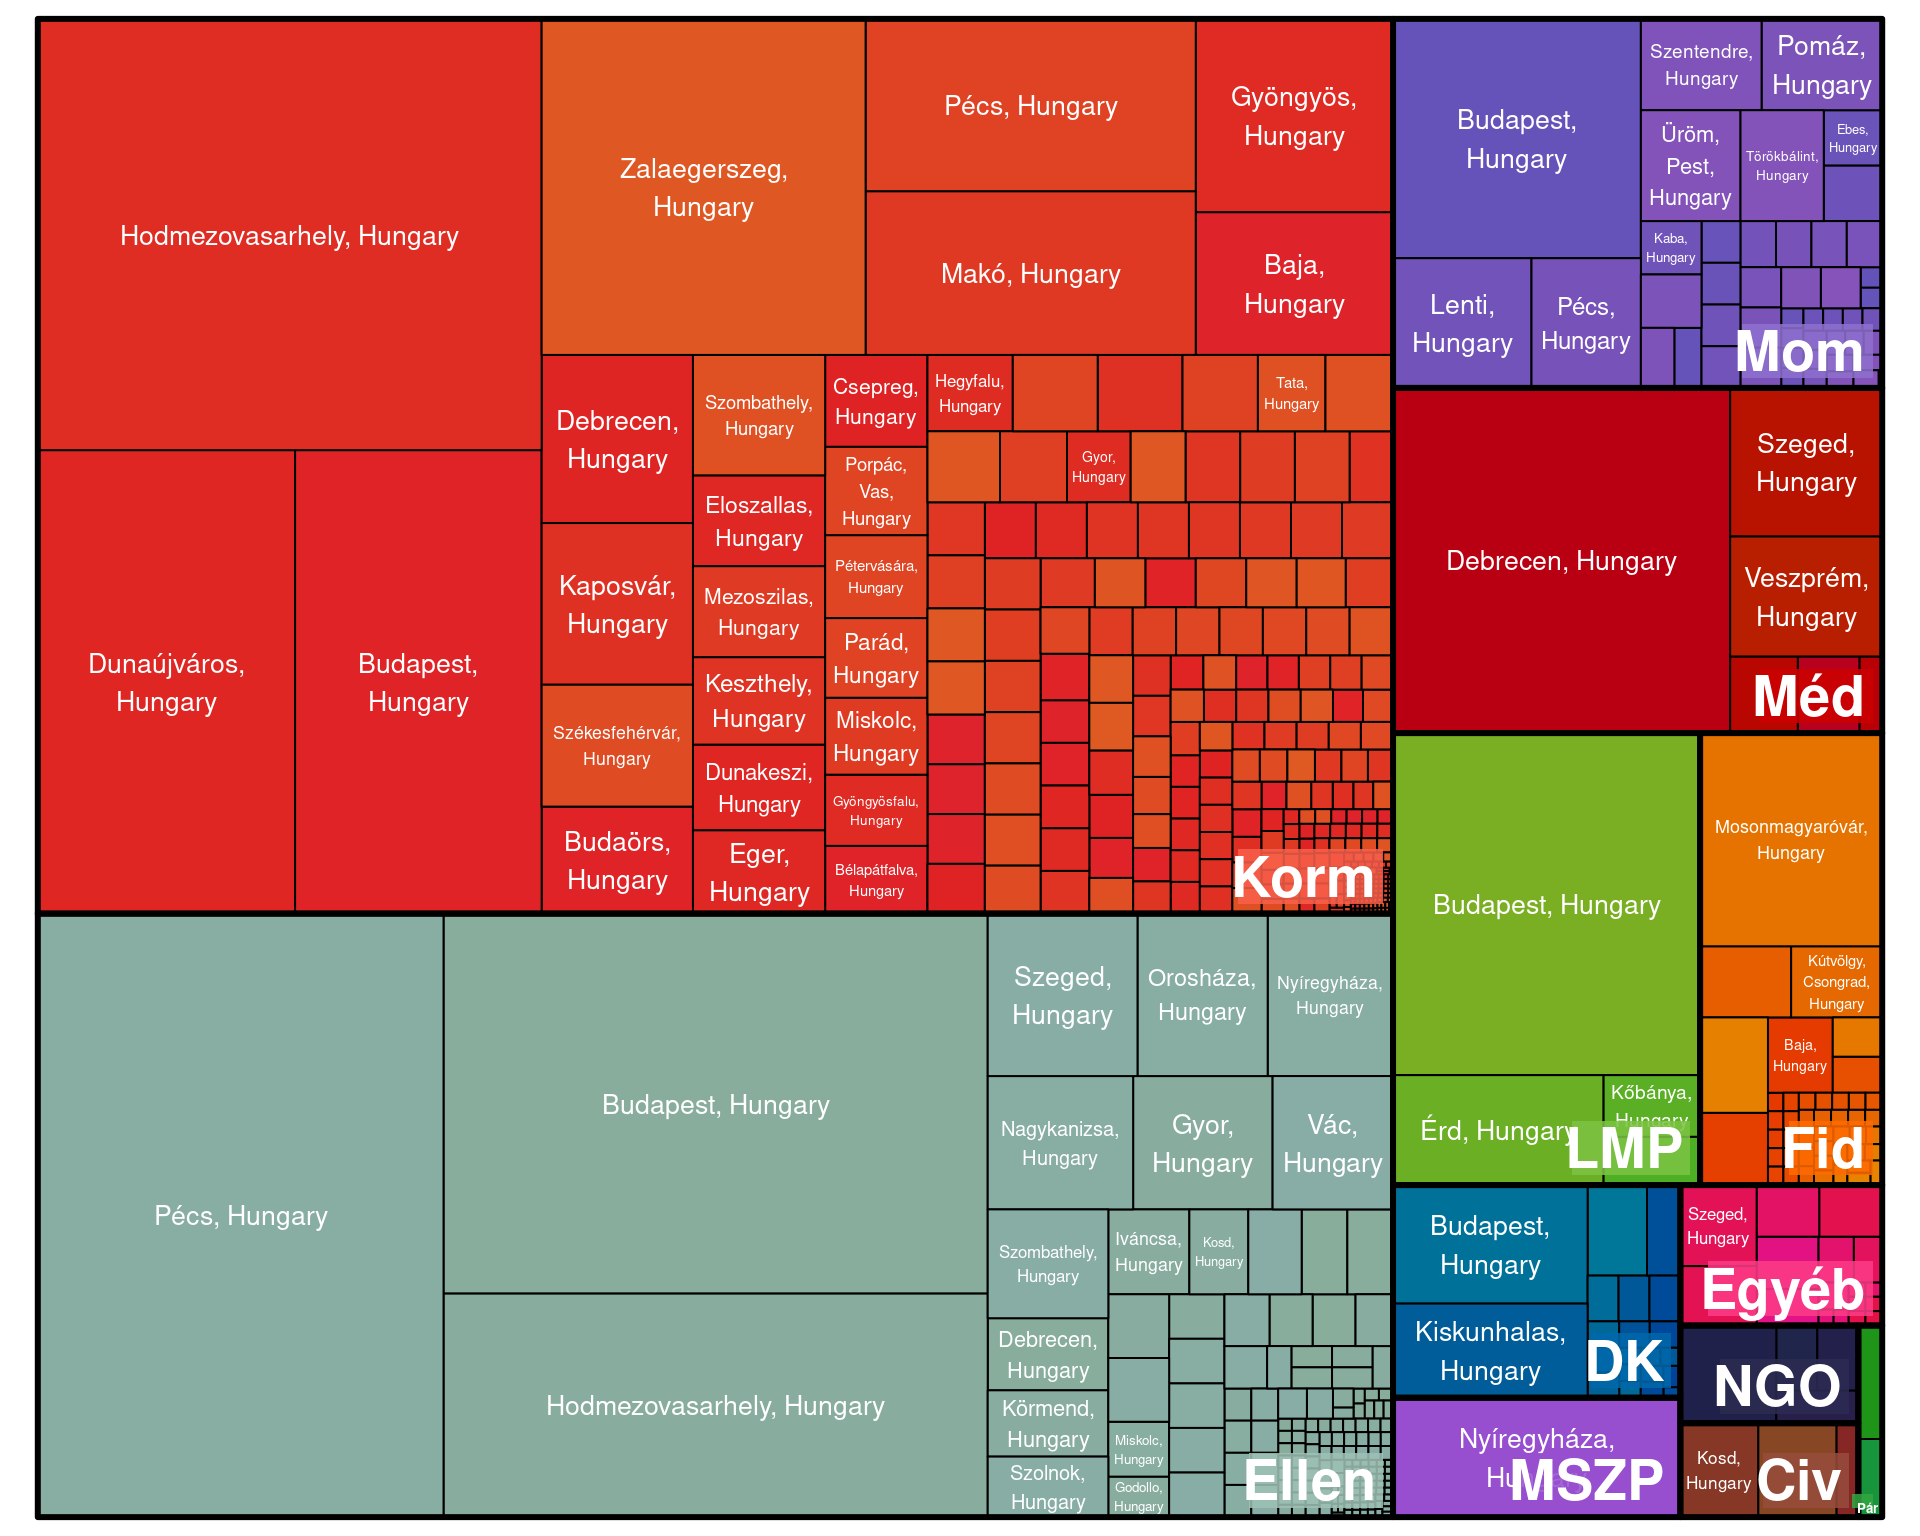 Hodmezovasarhely, Hungary
Dunaújváros,
Hungary
Budapest,
Hungary
Zalaegerszeg,
Hungary
Pécs, Hungary
Makó, Hungary
Gyöngyös,
Hungary
Baja,
Hungary
Debrecen,
Hungary
Kaposvár,
Hungary
Székesfehérvár,
Hungary
Budaörs,
Hungary
Szombathely,
Hungary
Eloszallas,
Hungary
Mezoszilas,
Hungary
Keszthely,
Hungary
Dunakeszi,
Hungary
Eger,
Hungary
Csepreg,
Hungary
Porpác,
Vas,
Hungary
Pétervására,
Hungary
Parád,
Hungary
Miskolc,
Hungary
Gyöngyösfalu,
Hungary
Bélapátfalva,
Hungary
Hegyfalu,
Hungary
Tata,
Hungary
Gyor,
Hungary
Korm
Pécs, Hungary
Budapest, Hungary
Hodmezovasarhely, Hungary
Szeged,
Hungary
Orosháza,
Hungary
Nyíregyháza,
Hungary
Nagykanizsa,
Hungary
Gyor,
Hungary
Vác,
Hungary
Szombathely,
Hungary
Debrecen,
Hungary
Körmend,
Hungary
Szolnok,
Hungary
Iváncsa,
Hungary
Kosd,
Hungary
Miskolc,
Hungary
Godollo,
Hungary
Ellen
Budapest,
Hungary
Lenti,
Hungary
Pécs,
Hungary
Szentendre,
Hungary
Pomáz,
Hungary
Üröm,
Pest,
Hungary
Törökbálint,
Hungary
Ebes,
Hungary
Kaba,
Hungary
Mom
Debrecen, Hungary
Szeged,
Hungary
Veszprém,
Hungary
Méd
Budapest, Hungary
Érd, Hungary
Kőbánya,
Hungary
LMP
Mosonmagyaróvár,
Hungary
Kútvölgy,
Csongrad,
Hungary
Baja,
Hungary
Fid
Budapest,
Hungary
Kiskunhalas,
Hungary
DK
Szeged,
Hungary
Egyéb
NGO
Nyíregyháza,
MSZP
Kosd,
Hungary
Civ
Pár